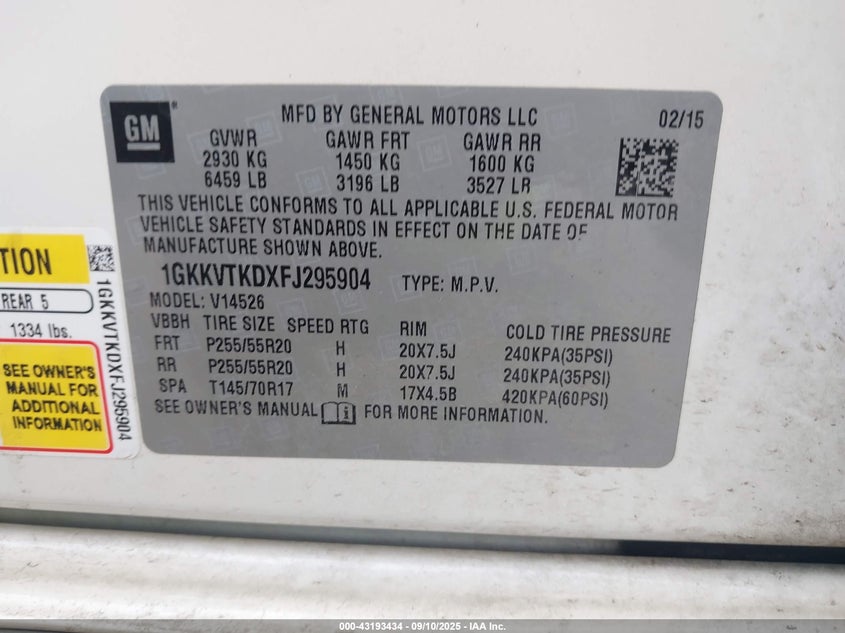 GM
MFD BY GENERAL MOTORS LLC 02/15
GVWR GAWR FRT GAWR RR
2930 KG 1450 KG 1600 KG
6459 LB 3196 LB 3527 LR
THIS VEHICLE CONFORMS TO ALL APPLICABLE U.S. FEDERAL MOTOR
VEHICLE SAFETY STANDARDS IN EFFECT ON THE DATE OF
MANUFACTURE SHOWN ABOVE.
1GKKVTKDXFJ295904 TYPE: M.P.V.
MODEL: V14526
VBBH TIRE SIZE SPEED RTG RIM COLD TIRE PRESSURE
FRT P255/55R20 H 20X7.5J 240KPA(35PSI)
RR P255/55R20 H 20X7.5J 240KPA(35PSI)
SPA T145/70R17 M 17X4.5B 420KPA(60PSI)
SEE OWNER'S MANUAL FOR MORE INFORMATION.
TION
REAR 5
1334 lbs.
SEE OWNER'S
MANUAL FOR
ADDITIONAL
INFORMATION
1GKKVTKDXFJ295904
000 - 43193434 - 09/10/2025 - IAA Inc.